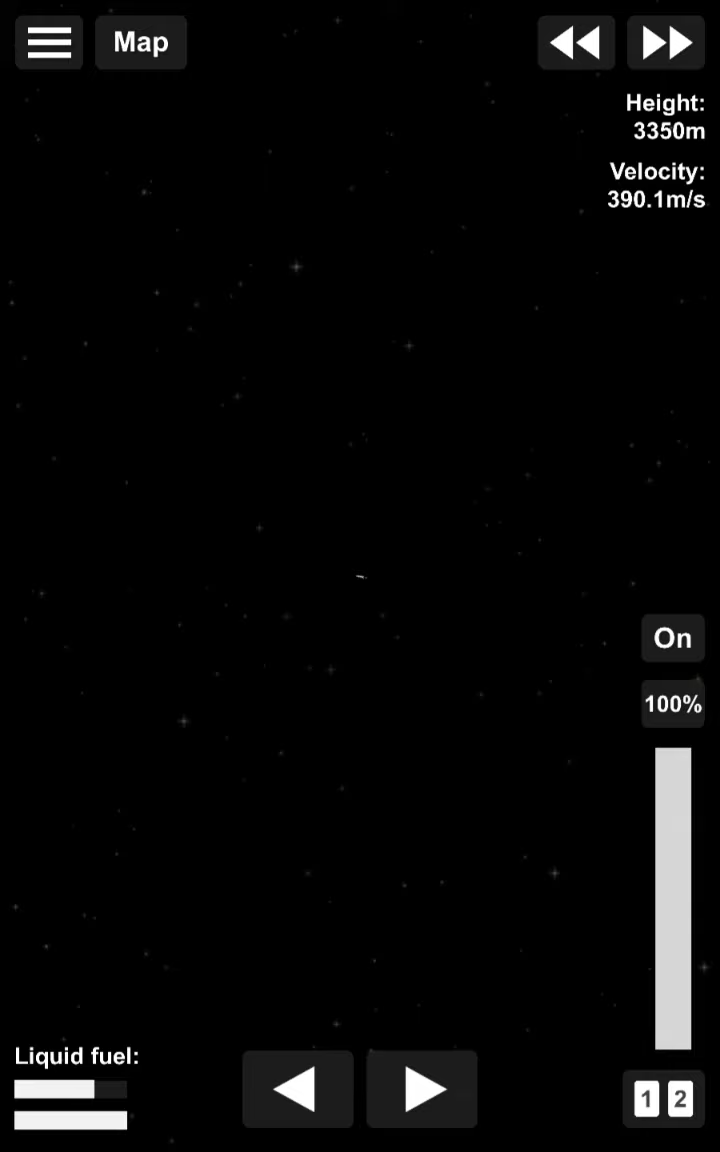 Map
Height:
3350m
Velocity:
390.1m/s
On
100%
Liquid fuel:
1 2